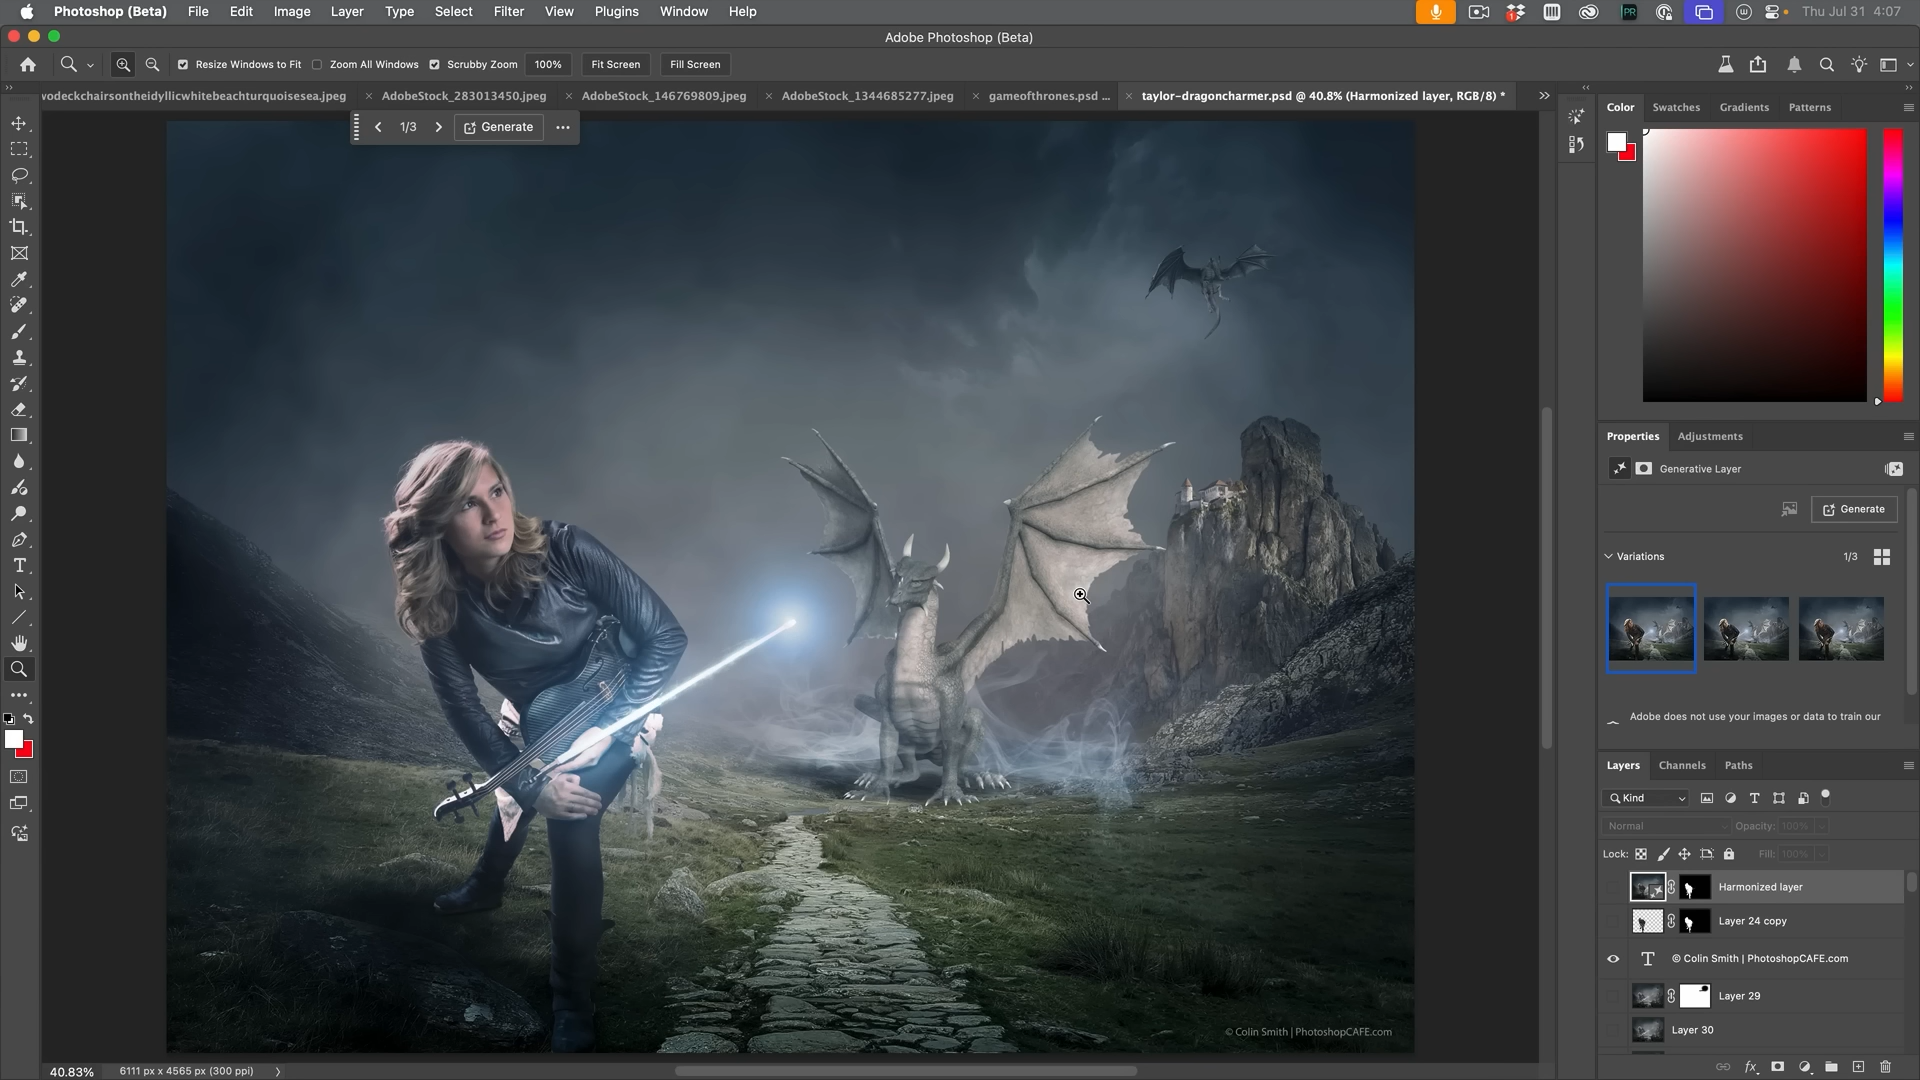 Photoshop (Beta) File Edit Image Layer Type Select Filter View Plugins Window Help Thu Jul 31 4:07
Adobe Photoshop (Beta)
Resize Windows to Fit Zoom All Windows Scrubby Zoom 100% Fit Screen Fill Screen
vodeckchairsontheidyllicwhitebeachturquoisesea.jpeg AdobeStock_283013450.jpeg AdobeStock_146769809.jpeg AdobeStock_1344685277.jpeg gameofthrones.psd ... taylor-dragoncharmer.psd @ 40.8% (Harmonized layer, RGB/8) *
1/3 Generate
Color Swatches Gradients Patterns
Properties Adjustments
Generative Layer
Generate
Variations 1/3
Adobe does not use your images or data to train our
Layers Channels Paths
Kind
Normal Opacity: 100%
Lock: Fill: 100%
Harmonized layer
Layer 24 copy
© Colin Smith | PhotoshopCAFE.com
Layer 29
Layer 30
© Colin Smith | PhotoshopCAFE.com
40.83% 6111 px x 4565 px (300 ppi)